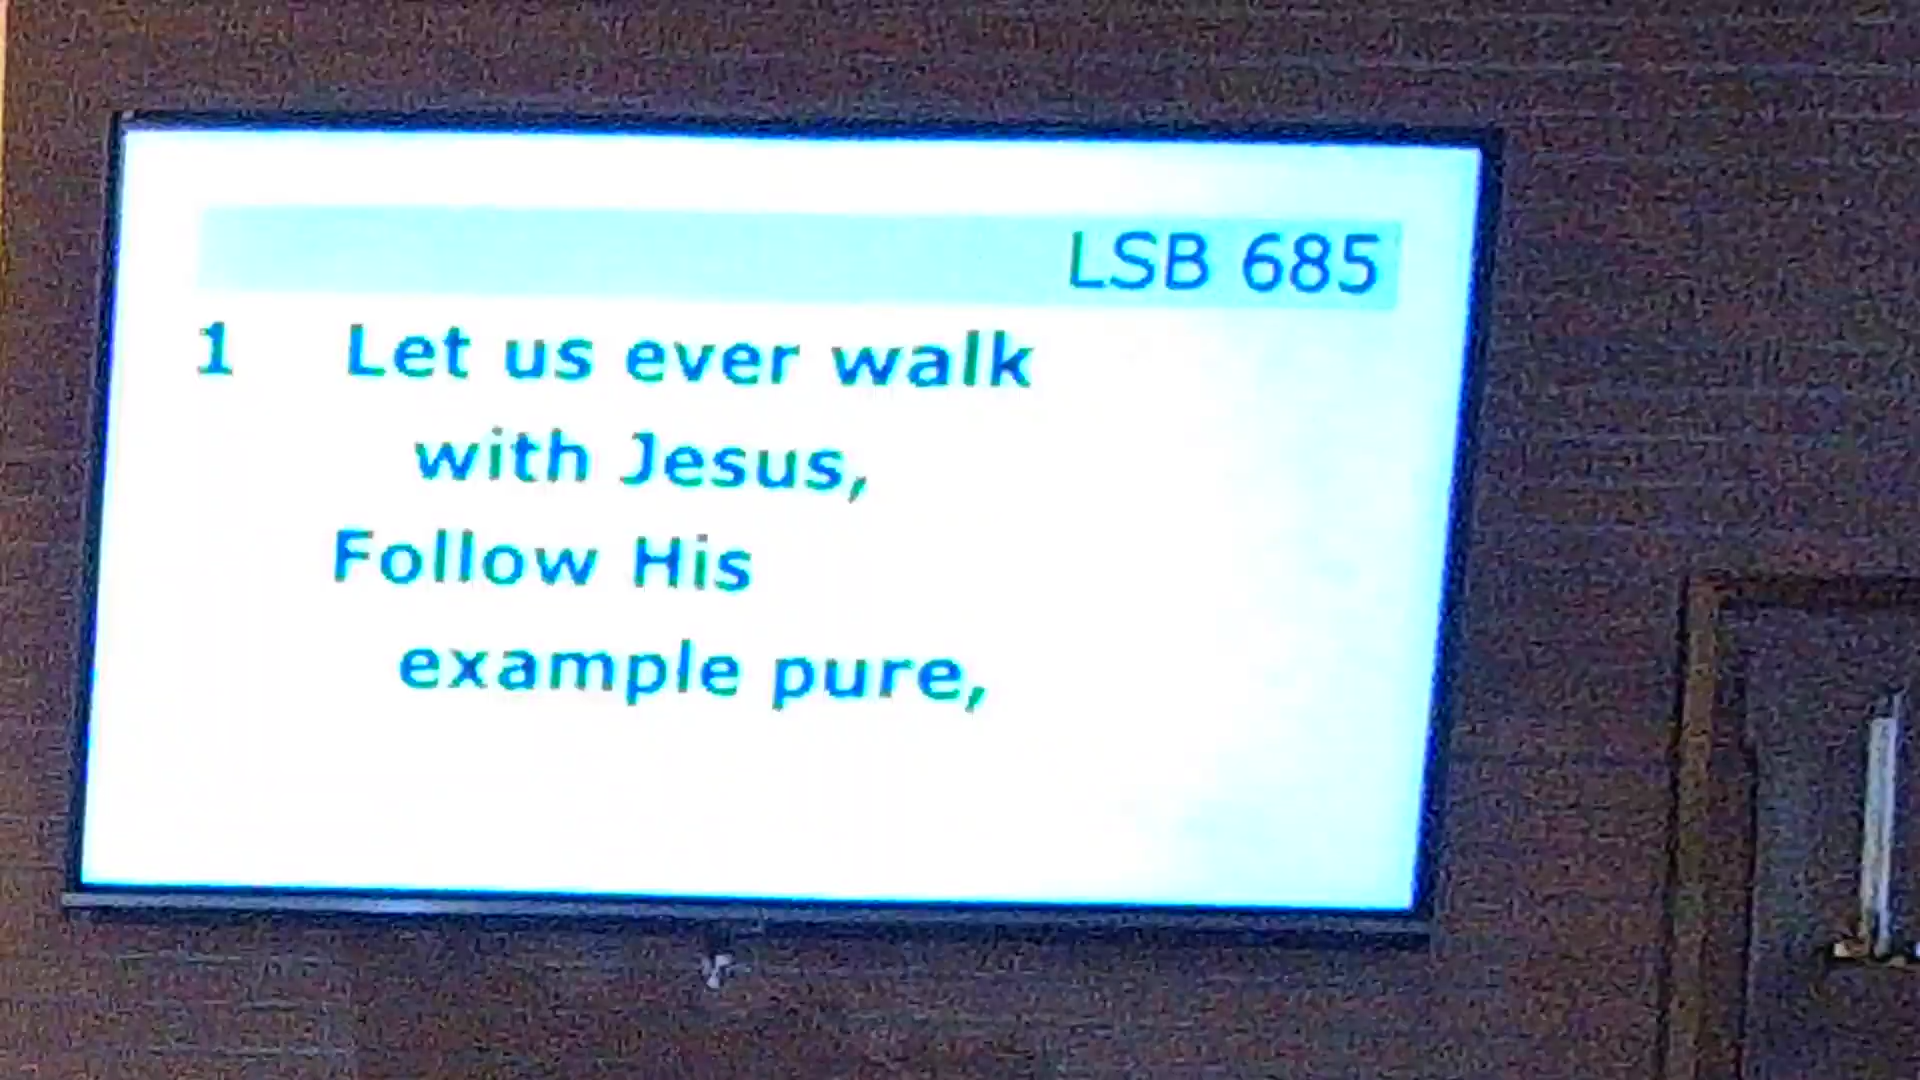 LSB 685
1 Let us ever walk
with Jesus,
Follow His
example pure,